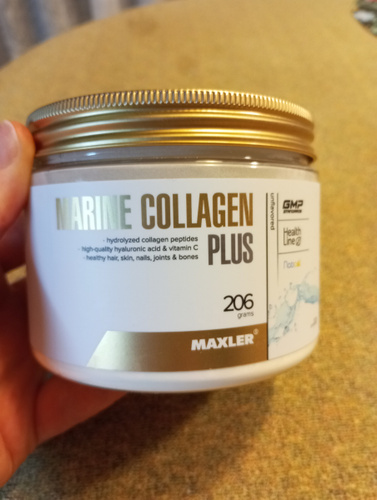 MARINE COLLAGEN
PLUS
- hydrolyzed collagen peptides
- high-quality hyaluronic acid & vitamin C
- healthy hair, skin, nails, joints & bones
206
grams
MAXLER®
unflavored
GMP
Health
Line